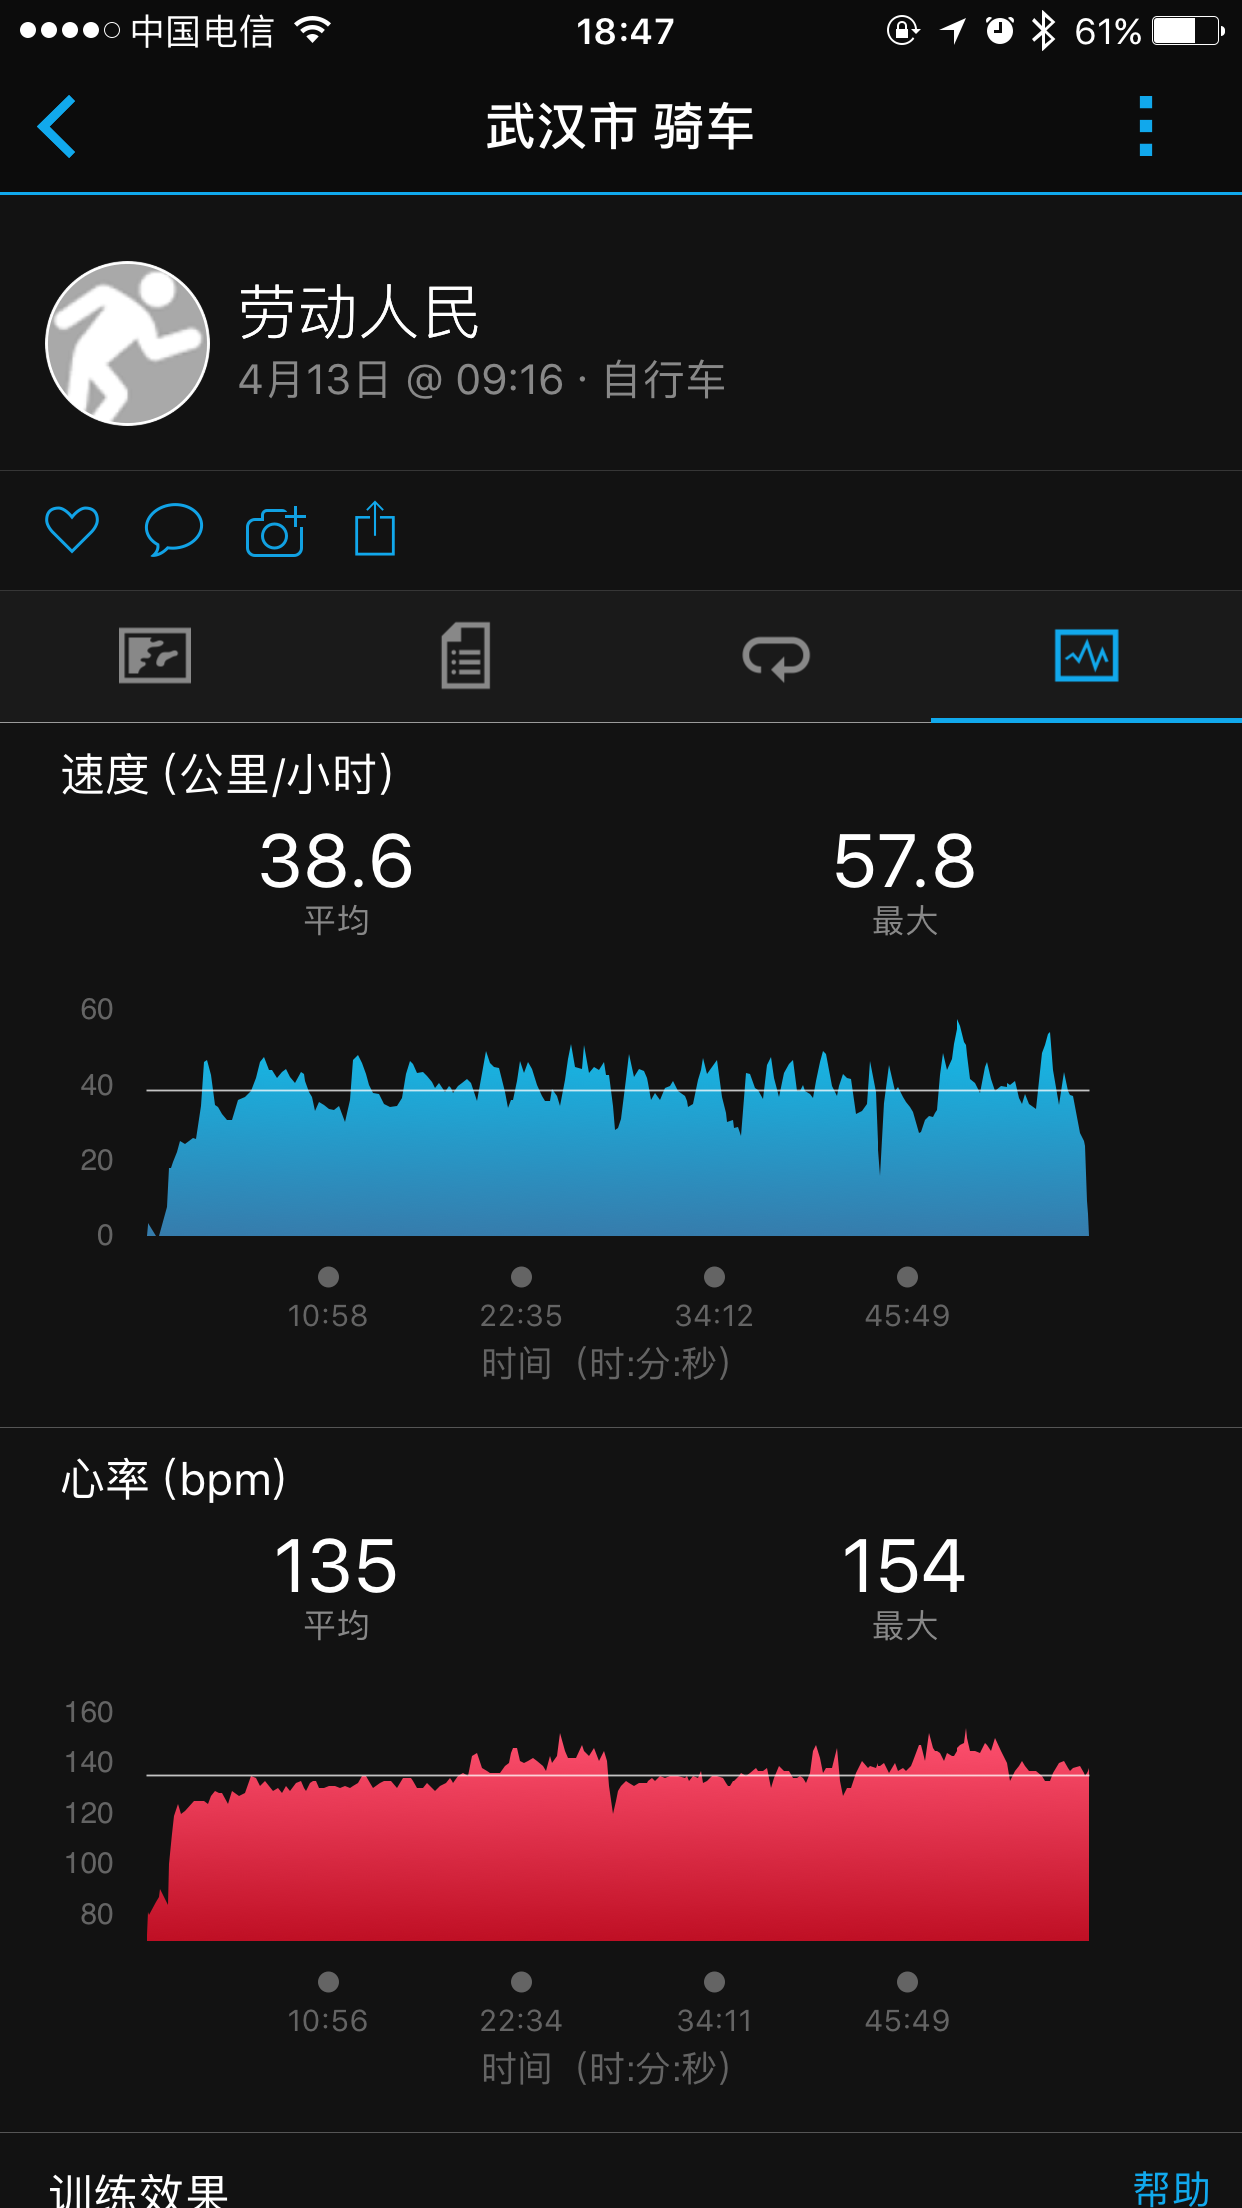 中国电信 18:47 61%
武汉市 骑车
劳动人民
4月13日 @ 09:16 · 自行车
速度 (公里/小时)
38.6 57.8
平均 最大
60
40
20
0
10:58 22:35 34:12 45:49
时间（时:分:秒）
心率 (bpm)
135 154
平均 最大
160
140
120
100
80
10:56 22:34 34:11 45:49
时间（时:分:秒）
训练效果 帮助